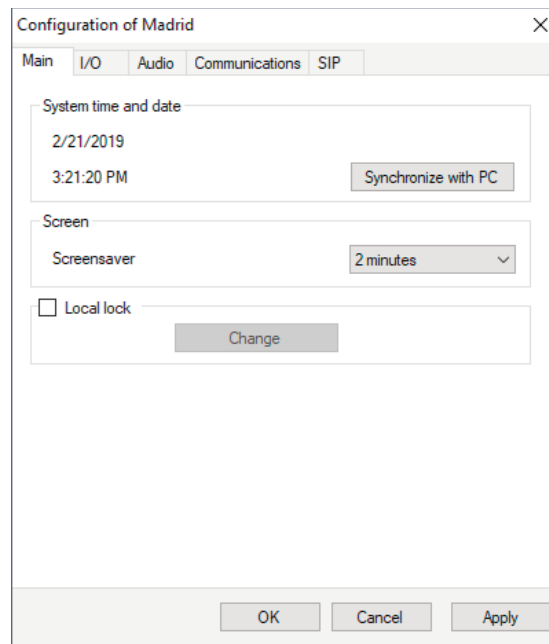 Configuration of Madrid
Main I/O Audio Communications SIP
System time and date
2/21/2019
3:21:20 PM Synchronize with PC
Screen
Screensaver 2 minutes
Local lock
Change
OK Cancel Apply